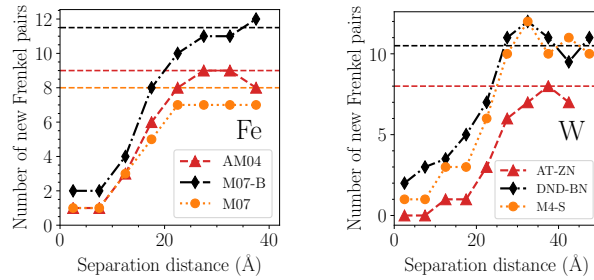 Number of new Frenkel pairs
12
10
8
6
4
2
0
0
20
40
Separation distance (Å)
Fe
AM04
M07-B
M07
Number of new Frenkel pairs
10
5
0
0
20
40
Separation distance (Å)
W
AT-ZN
DND-BN
M4-S